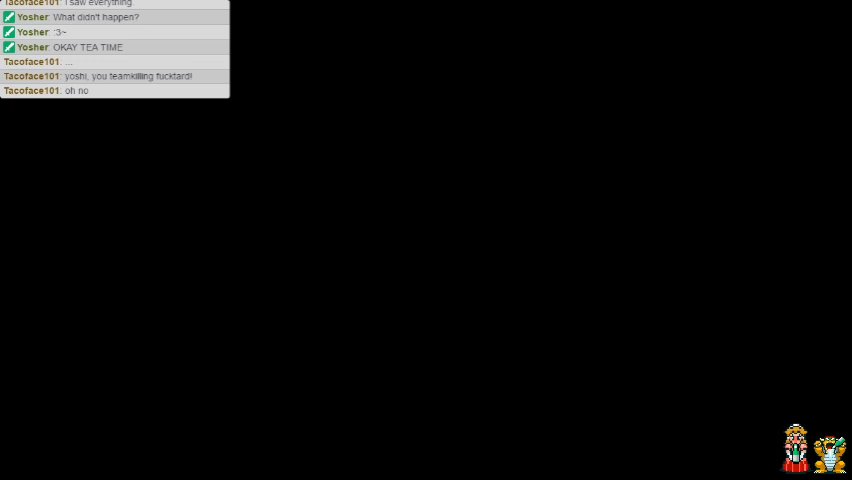 Tacoface101: I saw everything.
Yosher: What didn't happen?
Yosher: :3~
Yosher: OKAY TEA TIME
Tacoface101: ...
Tacoface101: yoshi, you teamkilling fucktard!
Tacoface101: oh no